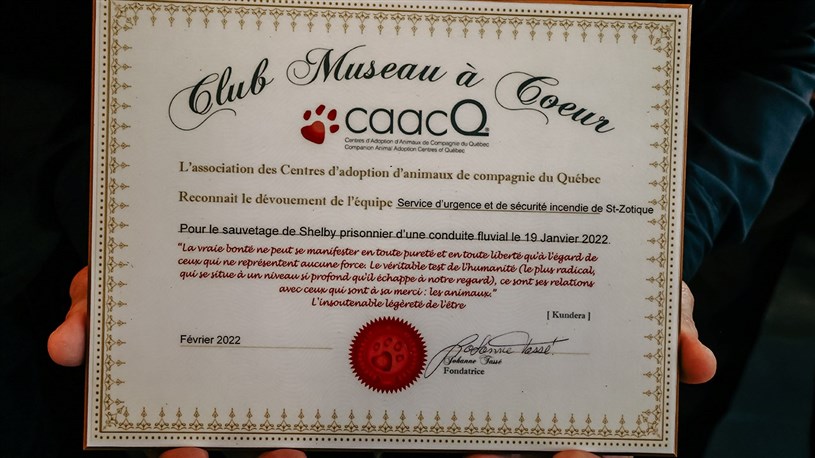 Club Museau à Coeur
caacQ
Centres d'Adoption d'Animaux de Compagnie du Québec
Companion Animal Adoption Centres of Québec
L'association des Centres d'adoption d'animaux de compagnie du Québec
Reconnait le dévouement de l'équipe Service d'urgence et de sécurité incendie de St-Zotique
Pour le sauvetage de Shelby prisonnier d'une conduite fluvial le 19 Janvier 2022
"La vraie bonté ne peut se manifester en toute pureté et en toute liberté qu'à l'égard de
ceux qui ne représentent aucune force. Le véritable test de l'humanité (le plus radical,
qui se situe à un niveau si profond qu'il échappe à notre regard), ce sont ses relations
avec ceux qui sont à sa merci : les animaux."
L'insoutenable légèreté de l'être
[ Kundera ]
Février 2022
Johanne Tassé
Johanne Tassé
Fondatrice